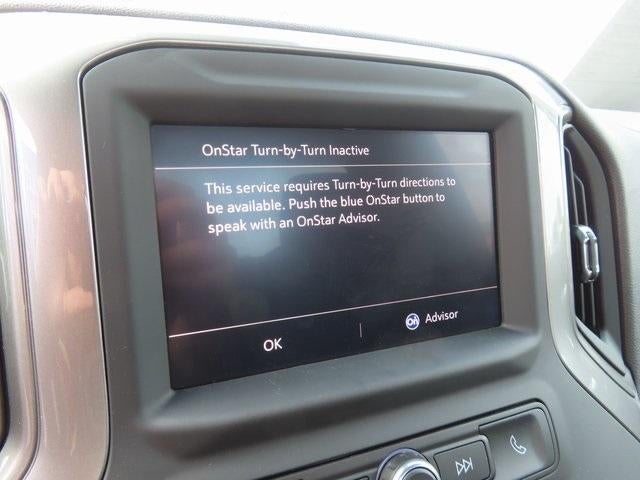 OnStar Turn-by-Turn Inactive
This service requires Turn-by-Turn directions to
be available. Push the blue OnStar button to
speak with an OnStar Advisor.
OK
On Advisor